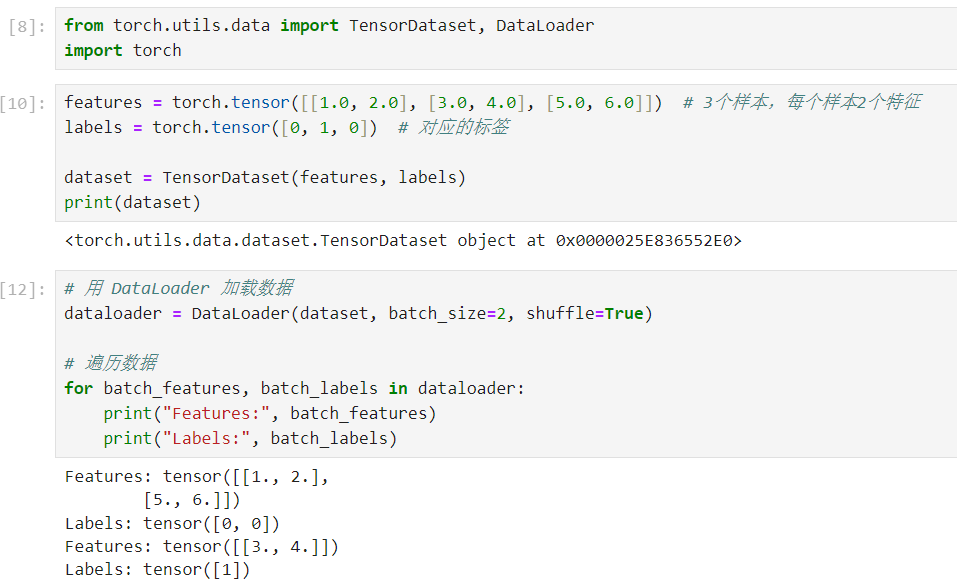 [8]: from torch.utils.data import TensorDataset, DataLoader
import torch
[10]: features = torch.tensor([[1.0, 2.0], [3.0, 4.0], [5.0, 6.0]])  # 3个样本，每个样本2个特征
labels = torch.tensor([0, 1, 0])  # 对应的标签
dataset = TensorDataset(features, labels)
print(dataset)
<torch.utils.data.dataset.TensorDataset object at 0x0000025E836552E0>
[12]: # 用 DataLoader 加载数据
dataloader = DataLoader(dataset, batch_size=2, shuffle=True)
# 遍历数据
for batch_features, batch_labels in dataloader:
    print("Features:", batch_features)
    print("Labels:", batch_labels)
Features: tensor([[1., 2.],
        [5., 6.]])
Labels: tensor([0, 0])
Features: tensor([[3., 4.]])
Labels: tensor([1])